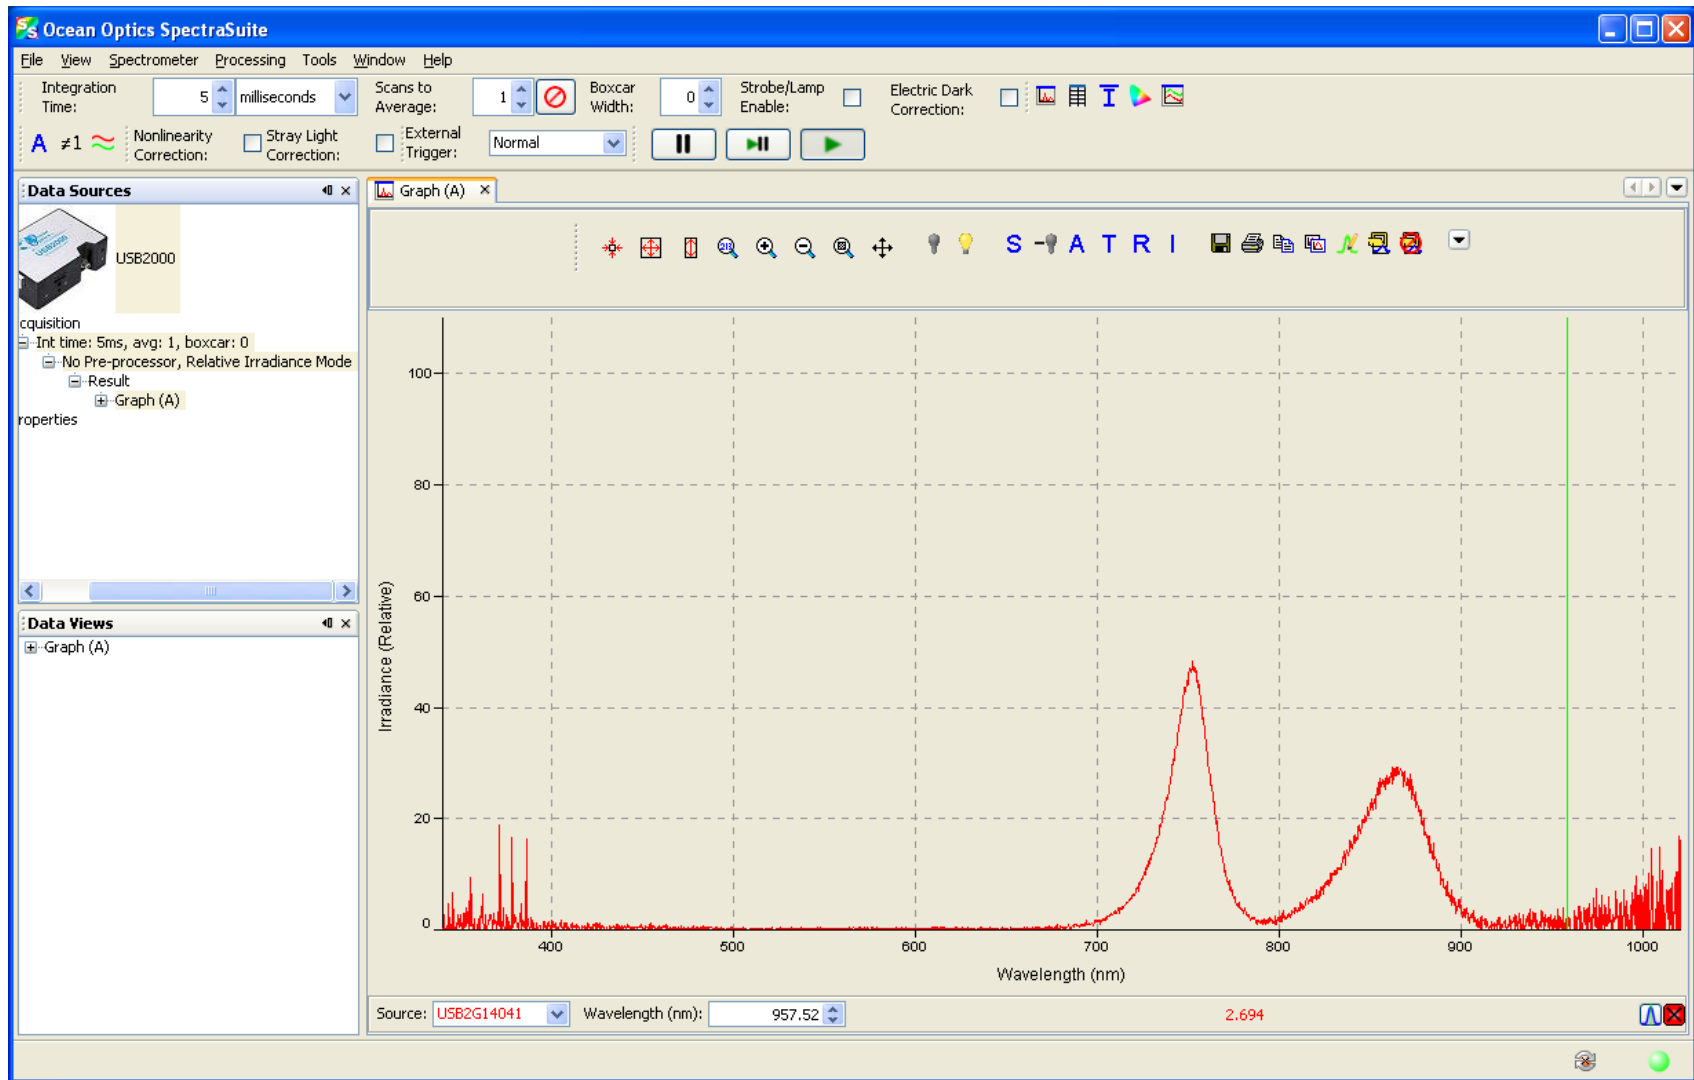 Ocean Optics SpectraSuite
File View Spectrometer Processing Tools Window Help
Integration Time: 5 milliseconds Scans to Average: 1 Boxcar Width: 0 Strobe/Lamp Enable: Electric Dark Correction:
A ≠1 Nonlinearity Correction: Stray Light Correction: External Trigger: Normal
Data Sources
Graph (A)
USB2000
S A T R I
cquisition
Int time: 5ms, avg: 1, boxcar: 0
No Pre-processor, Relative Irradiance Mode
Result
Graph (A)
roperties
Data Views
Graph (A)
Irradiance (Relative)
100
80
60
40
20
0
400 500 600 700 800 900 1000
Wavelength (nm)
Source: USB2G14041 Wavelength (nm): 957.52 2.694